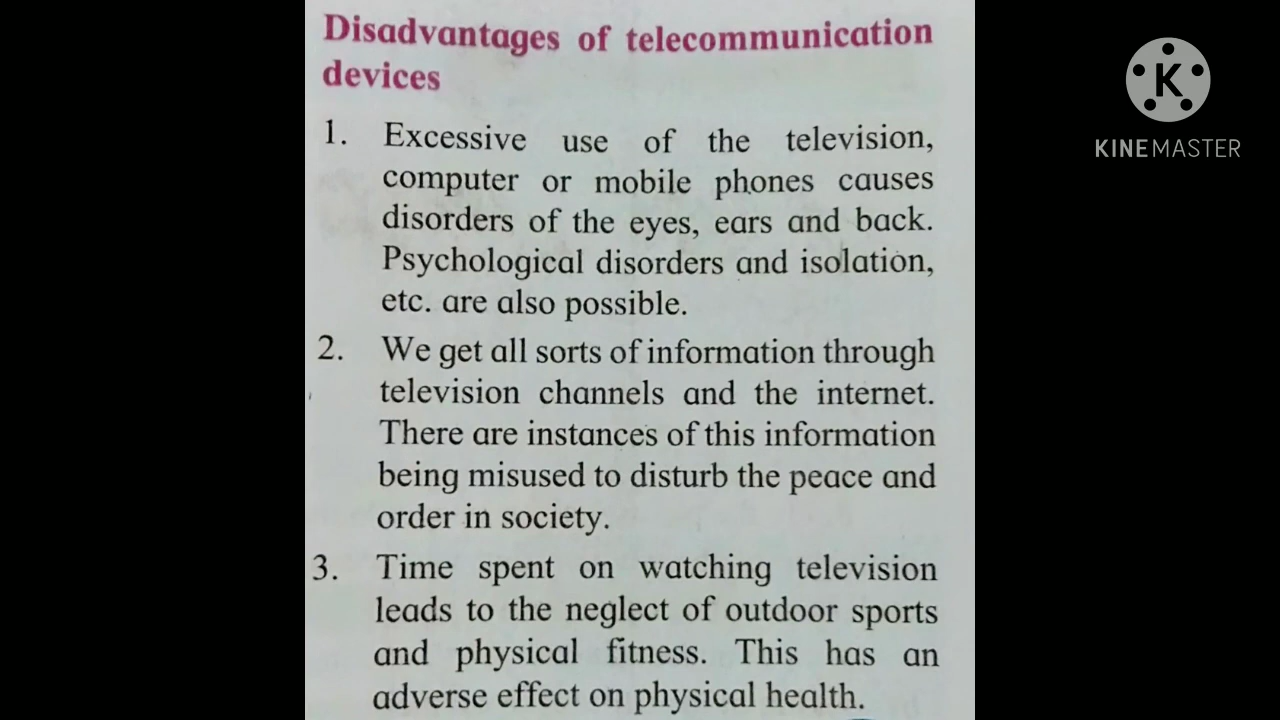 Disadvantages of telecommunication
devices
1. Excessive use of the television,
computer or mobile phones causes
disorders of the eyes, ears and back.
Psychological disorders and isolation,
etc. are also possible.
2. We get all sorts of information through
television channels and the internet.
There are instances of this information
being misused to disturb the peace and
order in society.
3. Time spent on watching television
leads to the neglect of outdoor sports
and physical fitness. This has an
adverse effect on physical health.
K
KINEMASTER